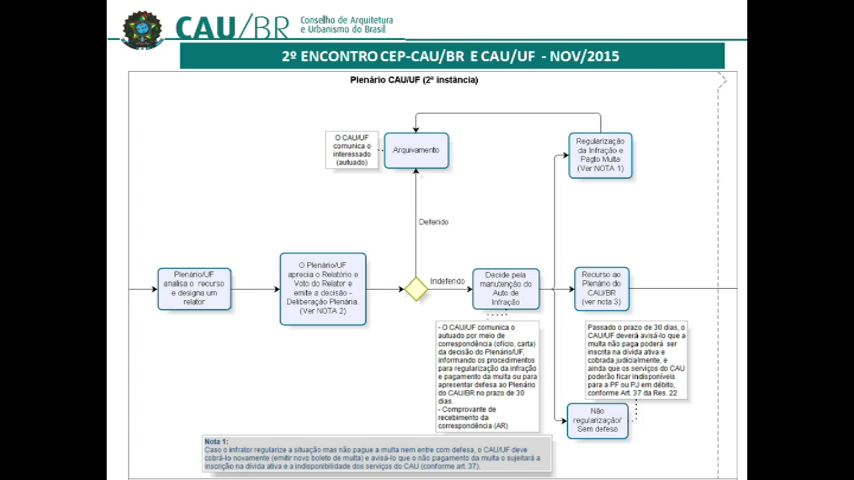 CAU/BR
Conselho de Arquitetura
e Urbanismo do Brasil
2º ENCONTRO CEP-CAU/BR E CAU/UF - NOV/2015
Plenário CAU/UF (2ª instância)
O CAU/UF
comunica o
interessado
(autuado)
Arquivamento
Regularização
da Infração e
Pagto Multa
(Ver NOTA 1)
Deferido
Plenário/UF
analisa o recurso
e designa um
relator
O Plenário/UF
aprecia o Relatório e
Voto do Relator e
emite a decisão -
Deliberação Plenária.
(Ver NOTA 2)
Indeferido
Decide pela
manutenção do
Auto de
Infração
Recurso ao
Plenário do
CAU/BR
(ver nota 3)
- O CAU/UF comunica o
autuado por meio de
correspondência (ofício, carta)
da decisão do Plenário/UF,
informando os procedimentos
para regularização da infração
e pagamento da multa ou para
apresentar defesa ao Plenário
do CAU/BR no prazo de 30
dias.
- Comprovante de
recebimento da
correspondência (AR)
Passado o prazo de 30 dias, o
CAU/UF deverá avisá-lo que a
multa não paga poderá ser
inscrita na dívida ativa e
cobrada judicialmente, e
ainda que os serviços do CAU
poderão ficar indisponíveis
para a PF ou PJ em débito,
conforme Art. 37 da Res. 22
Não
regularização/
Sem defesa
Nota 1:
Caso o infrator regularize a situação mas não pague a multa nem entre com defesa, o CAU/UF deve
cobrá-lo novamente (emitir novo boleto de multa) e avisá-lo que o não pagamento da multa o sujeitará a
inscrição na dívida ativa e a indisponibilidade dos serviços do CAU (conforme art. 37).